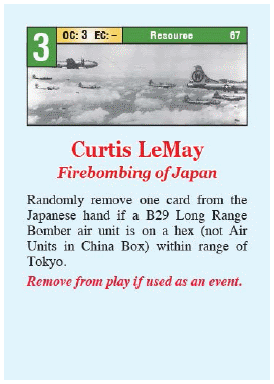 3 OC: 3 EC: – Resource 67
Curtis LeMay
Firebombing of Japan
Randomly remove one card from the
Japanese hand if a B29 Long Range
Bomber air unit is on a hex (not Air
Units in China Box) within range of
Tokyo.
Remove from play if used as an event.